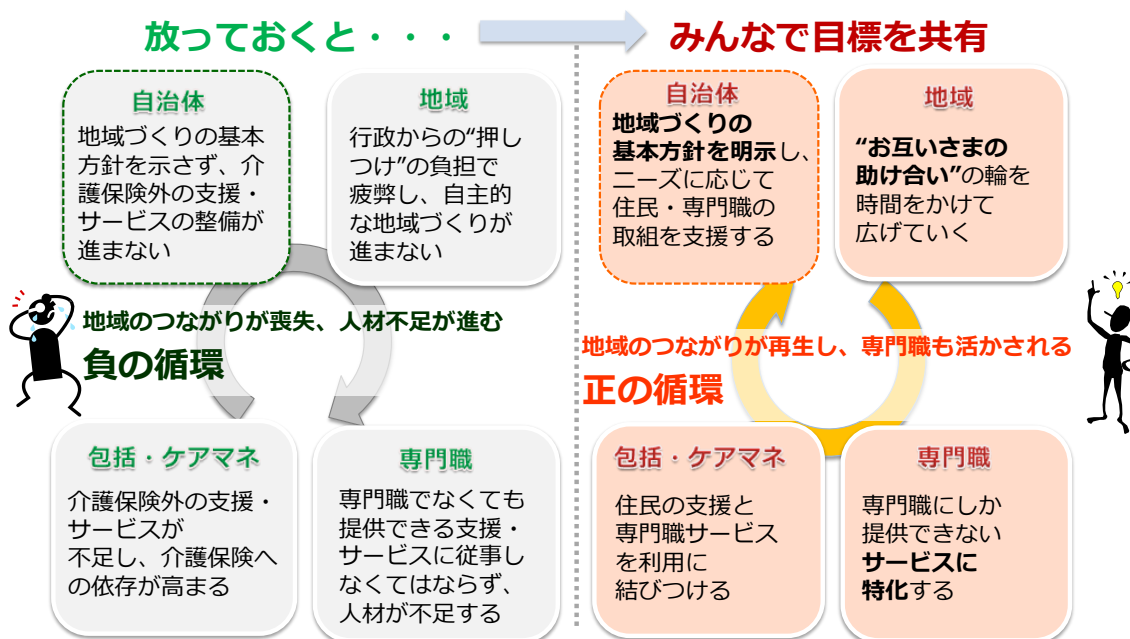 放っておくと・・・
みんなで目標を共有
自治体
地域づくりの基本
方針を示さず、介
護保険外の支援・
サービスの整備が
進まない
地域
行政からの“押し
つけ”の負担で
疲弊し、自主的
な地域づくりが
進まない
地域のつながりが喪失、人材不足が進む
負の循環
包括・ケアマネ
介護保険外の支援・
サービスが
不足し、介護保険へ
の依存が高まる
専門職
専門職でなくても
提供できる支援・
サービスに従事し
なくてはならず、
人材が不足する
自治体
地域づくりの
基本方針を明示し、
ニーズに応じて
住民・専門職の
取組を支援する
地域
“お互いさまの
助け合い”の輪を
時間をかけて
広げていく
地域のつながりが再生し、専門職も活かされる
正の循環
包括・ケアマネ
住民の支援と
専門職サービス
を利用に
結びつける
専門職
専門職にしか
提供できない
サービスに
特化する